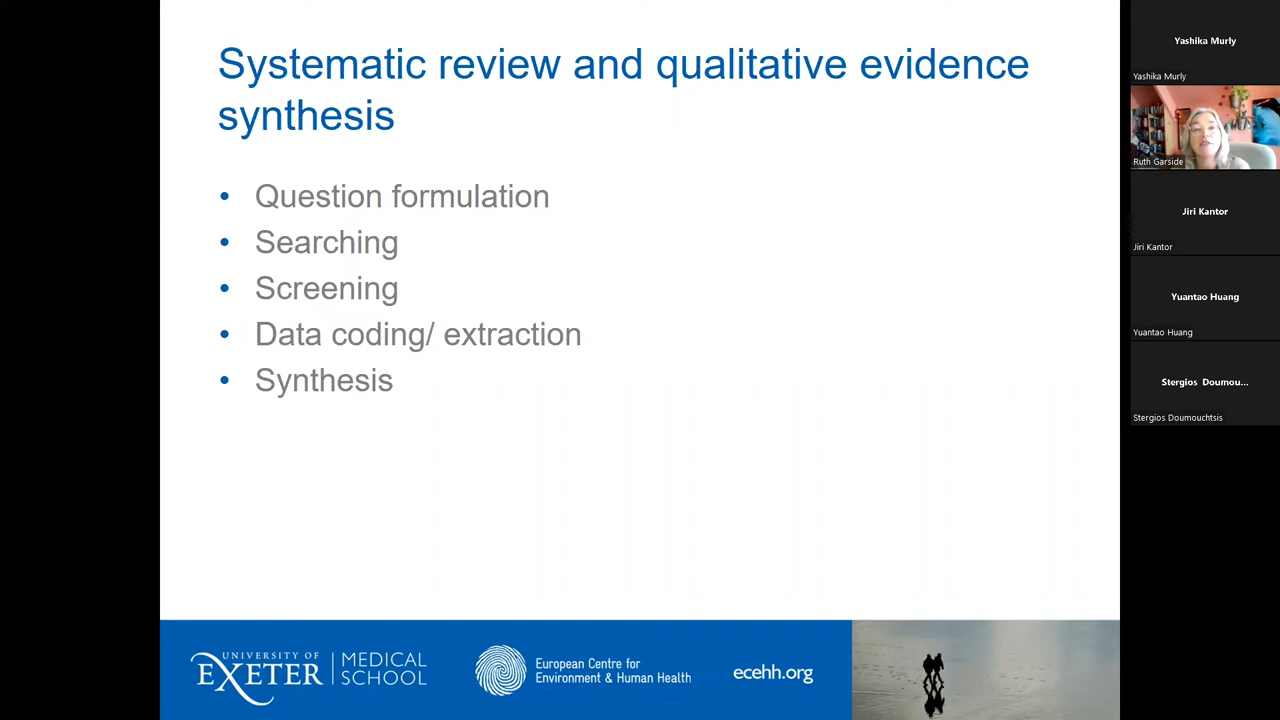 Systematic review and qualitative evidence
synthesis
• Question formulation
• Searching
• Screening
• Data coding/ extraction
• Synthesis
UNIVERSITY OF
EXETER
MEDICAL
SCHOOL
European Centre for
Environment & Human Health
ecehh.org
Yashika Murly
Yashika Murly
Ruth Garside
Jiri Kantor
Jiri Kantor
Yuantao Huang
Yuantao Huang
Stergios Doumou...
Stergios Doumouchtsis